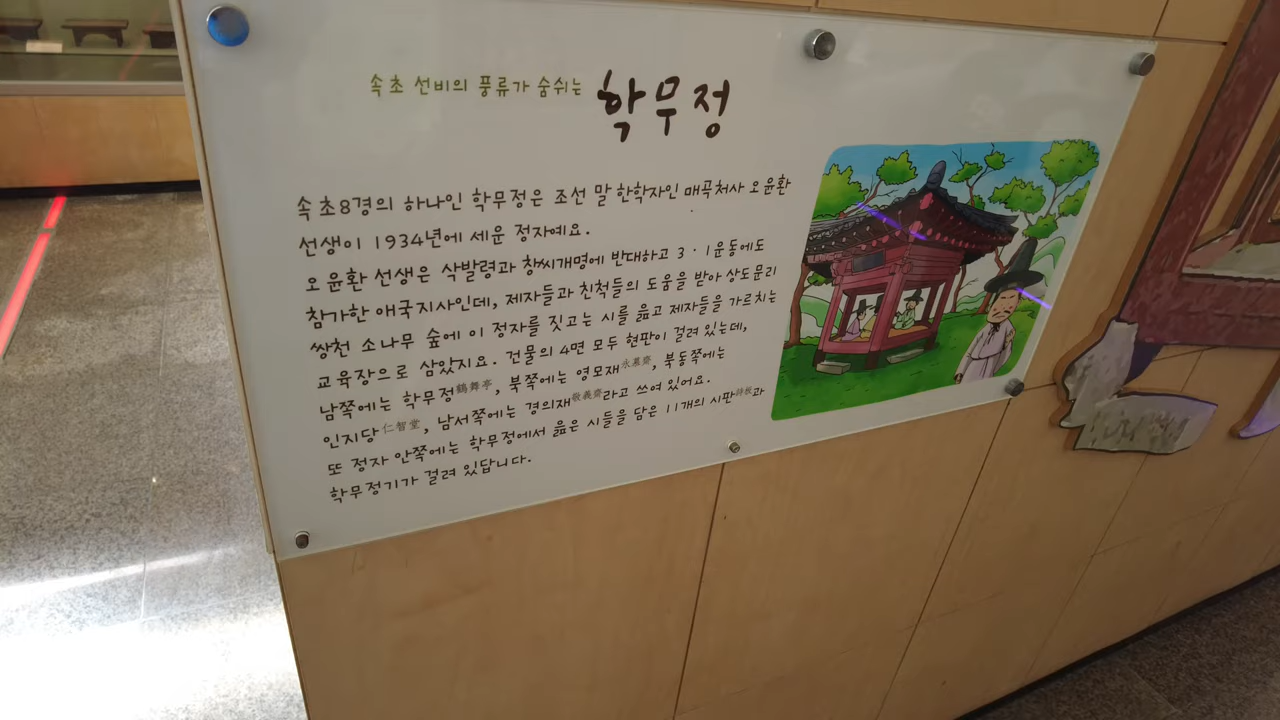 속초 선비의 풍류가 숨쉬는 학무정
속초8경의 하나인 학무정은 조선 말 한학자인 매곡처사 오윤환
선생이 1934년에 세운 정자예요.
오윤환 선생은 삭발령과 창씨개명에 반대하고 3·1운동에도
참가한 애국지사인데, 제자들과 친척들의 도움을 받아 상도문리
쌍천 소나무 숲에 이 정자를 짓고는 시를 읊고 제자들을 가르치는
교육장으로 삼았지요. 건물의 4면 모두 현판이 걸려 있는데,
남쪽에는 학무정鶴舞亭, 북쪽에는 영모재永慕齋, 북동쪽에는
인지당仁智堂, 남서쪽에는 경의재敬義齋라고 쓰여 있어요.
또 정자 안쪽에는 학무정에서 읊은 시들을 담은 11개의 시판詩板과
학무정기가 걸려 있답니다.